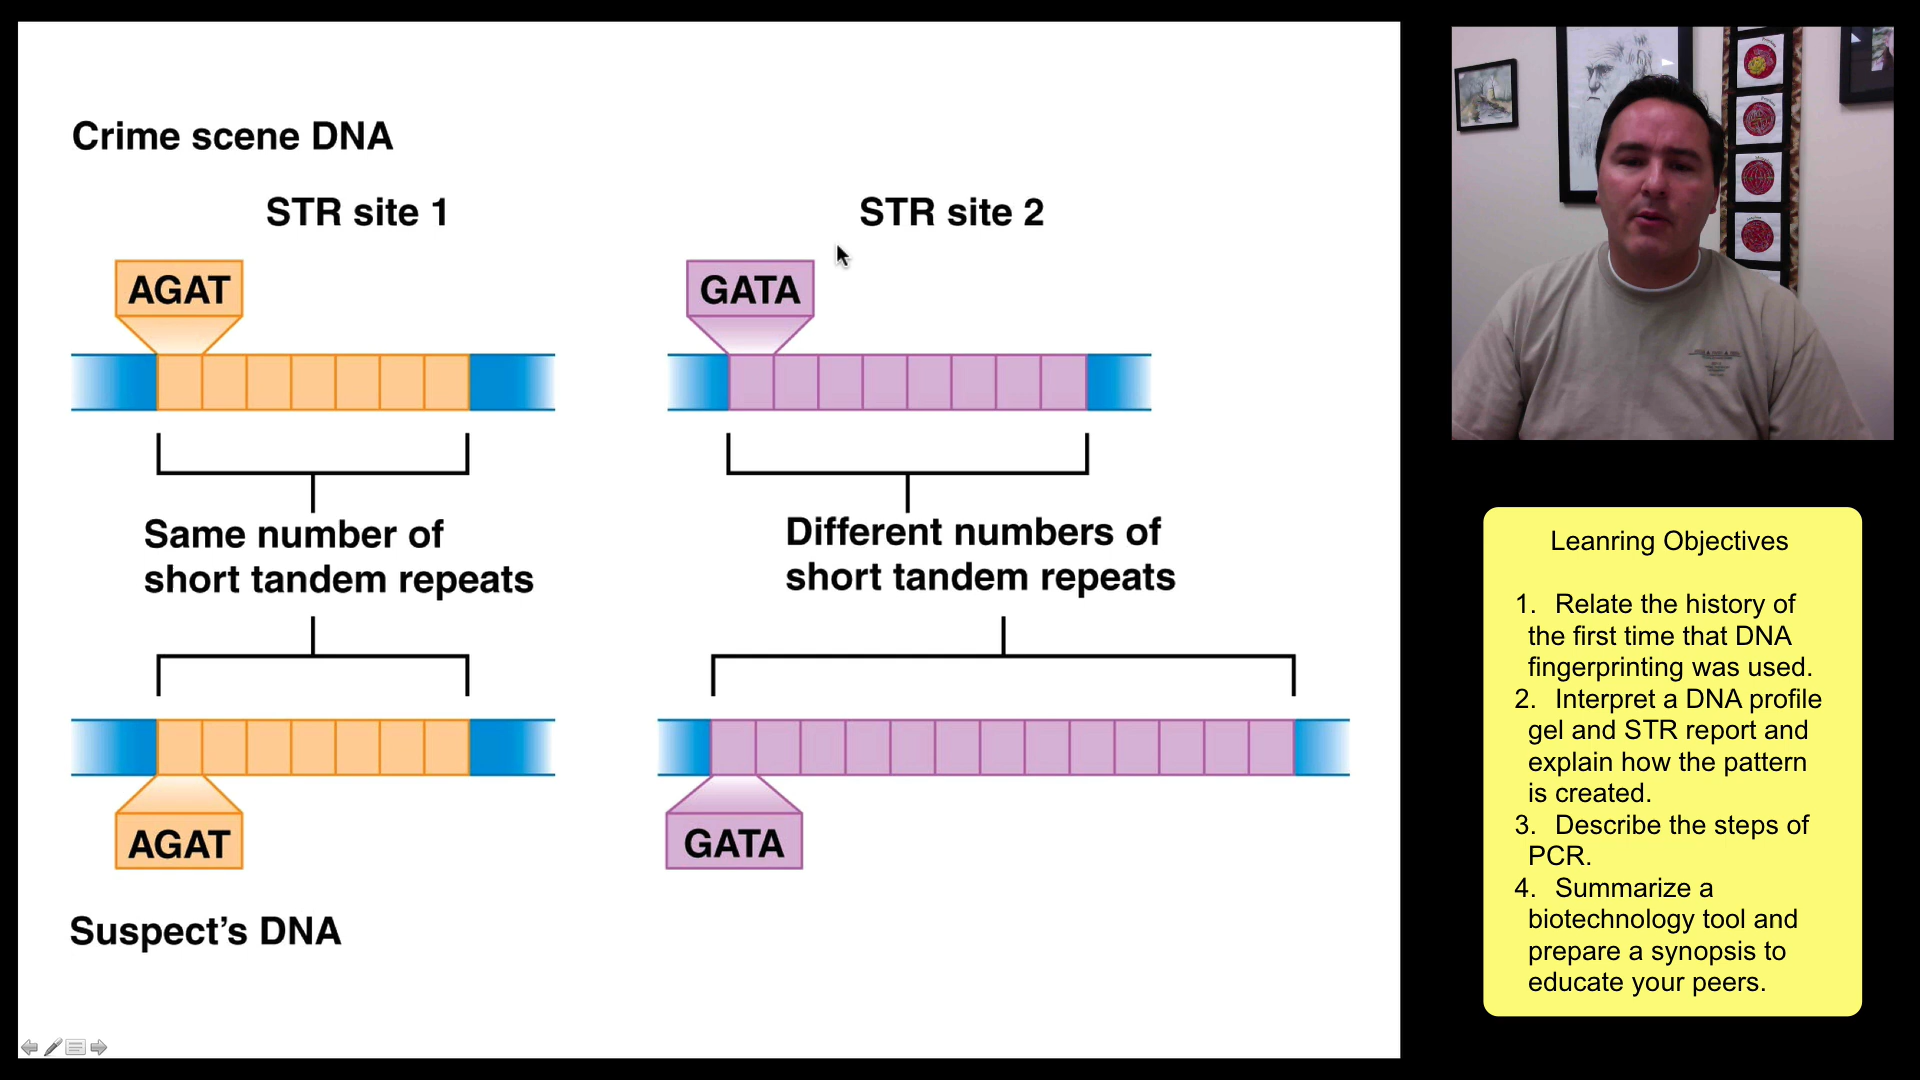 Crime scene DNA
STR site 1
STR site 2
AGAT
GATA
Same number of
short tandem repeats
Different numbers of
short tandem repeats
AGAT
GATA
Suspect’s DNA
Leanring Objectives
1. Relate the history of
the first time that DNA
fingerprinting was used.
2. Interpret a DNA profile
gel and STR report and
explain how the pattern
is created.
3. Describe the steps of
PCR.
4. Summarize a
biotechnology tool and
prepare a synopsis to
educate your peers.